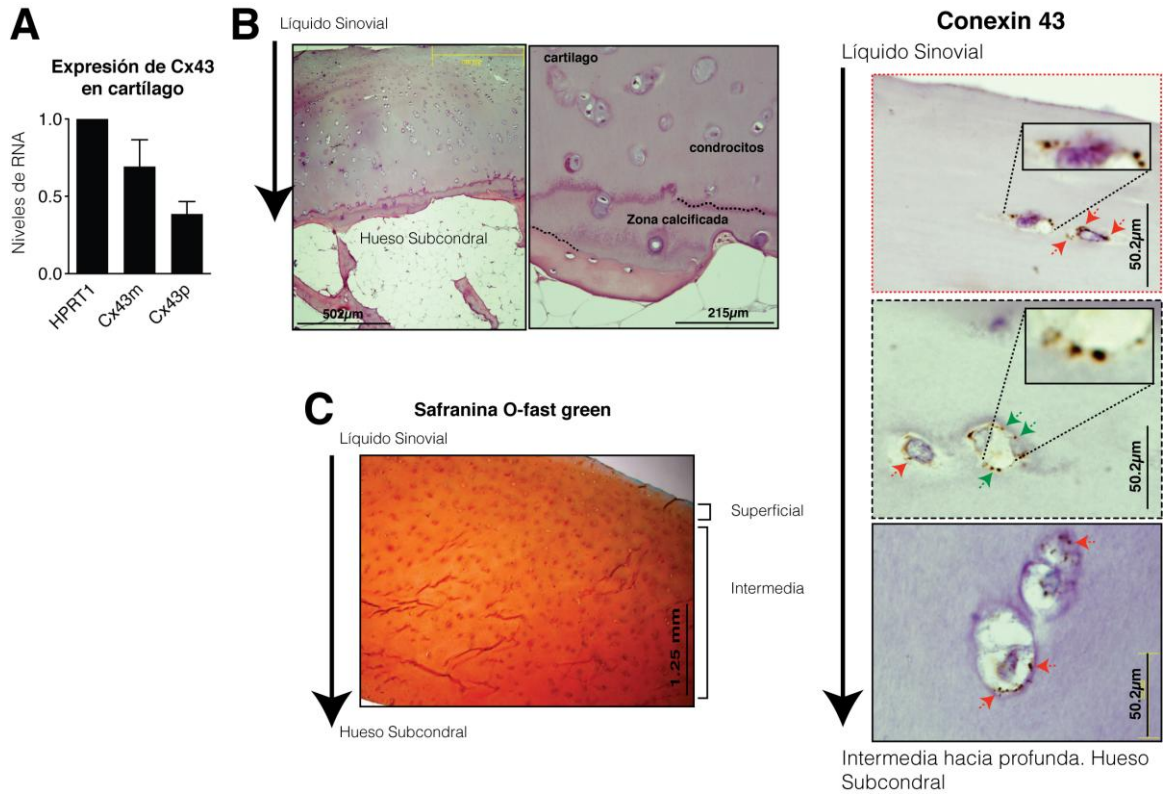 A
Expresión de Cx43
en cartílago
Niveles de RNA
1.0
0.5
0.0
HPRT1
Cx43m
Cx43p
B
Líquido Sinovial
Hueso Subcondral
502µm
cartilago
condrocitos
Zona calcificada
215µm
C
Safranina O-fast green
Líquido Sinovial
1.25 mm
Superficial
Intermedia
Hueso Subcondral
Conexin 43
Líquido Sinovial
50.2µm
50.2µm
50.2µm
Intermedia hacia profunda. Hueso
Subcondral